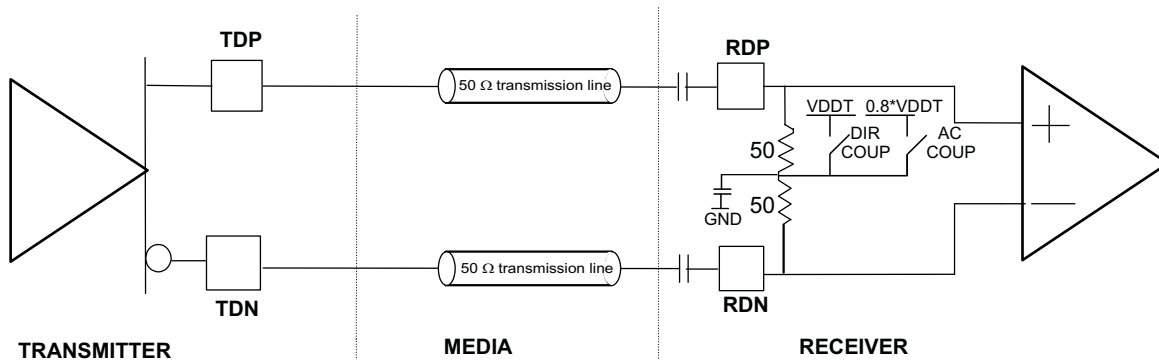 TDP
RDP
50 Ω transmission line
VDDT 0.8*VDDT
DIR
COUP
AC
COUP
50
50
GND
+
—
50 Ω transmission line
TDN
RDN
TRANSMITTER
MEDIA
RECEIVER